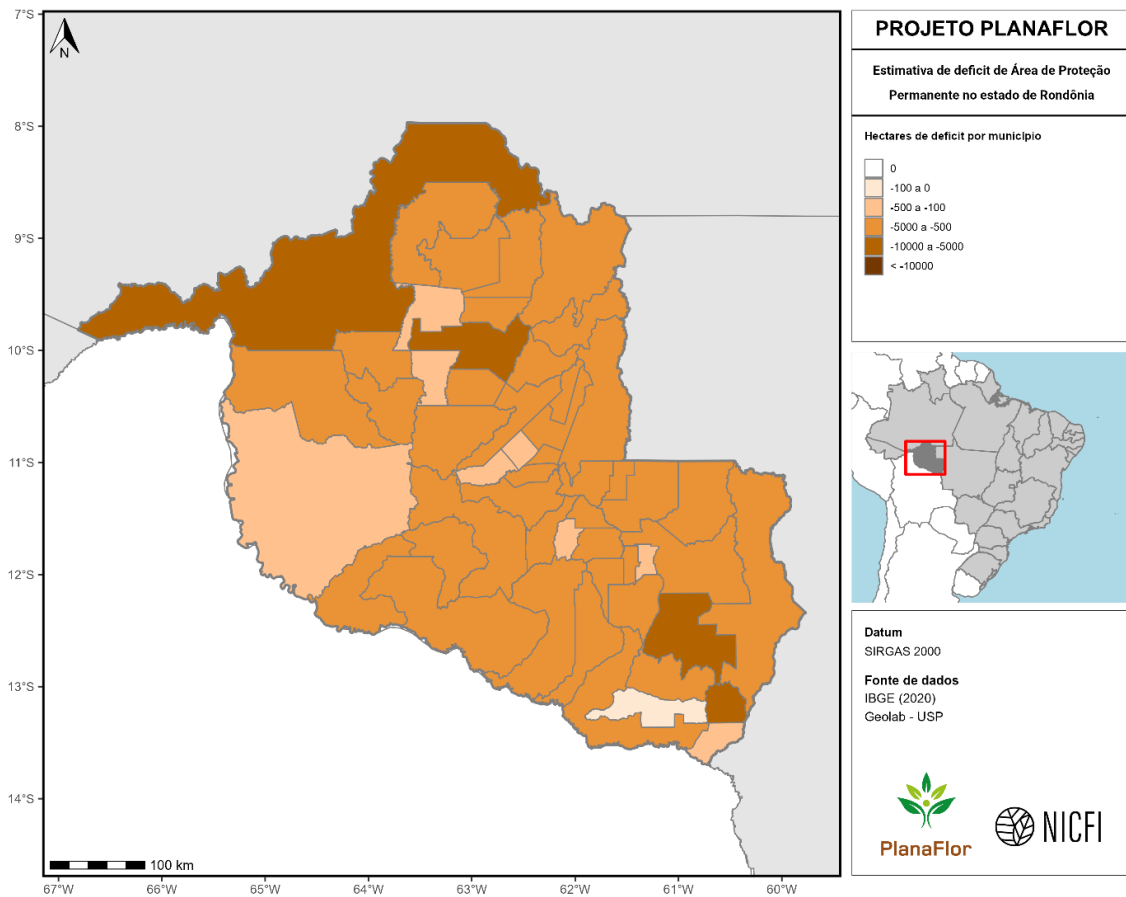 7°S
8°S
9°S
10°S
11°S
12°S
13°S
14°S
N
100 km
67°W
66°W
65°W
64°W
63°W
62°W
61°W
60°W
PROJETO PLANAFLOR
Estimativa de deficit de Área de Proteção
Permanente no estado de Rondônia
Hectares de deficit por município
0
-100 a 0
-500 a -100
-5000 a -500
-10000 a -5000
< -10000
Datum
SIRGAS 2000
Fonte de dados
IBGE (2020)
Geolab - USP
PlanaFlor
NICFI